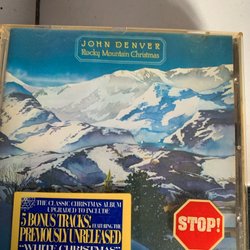 JOHN DENVER
Rocky Mountain Christmas
THE CLASSIC CHRISTMAS ALBUM
UPGRADED TO INCLUDE
5 BONUS TRACKS! FEATURING THE
PREVIOUSLY UNRELEASED
"WHITE CHRISTMAS"
STOP!